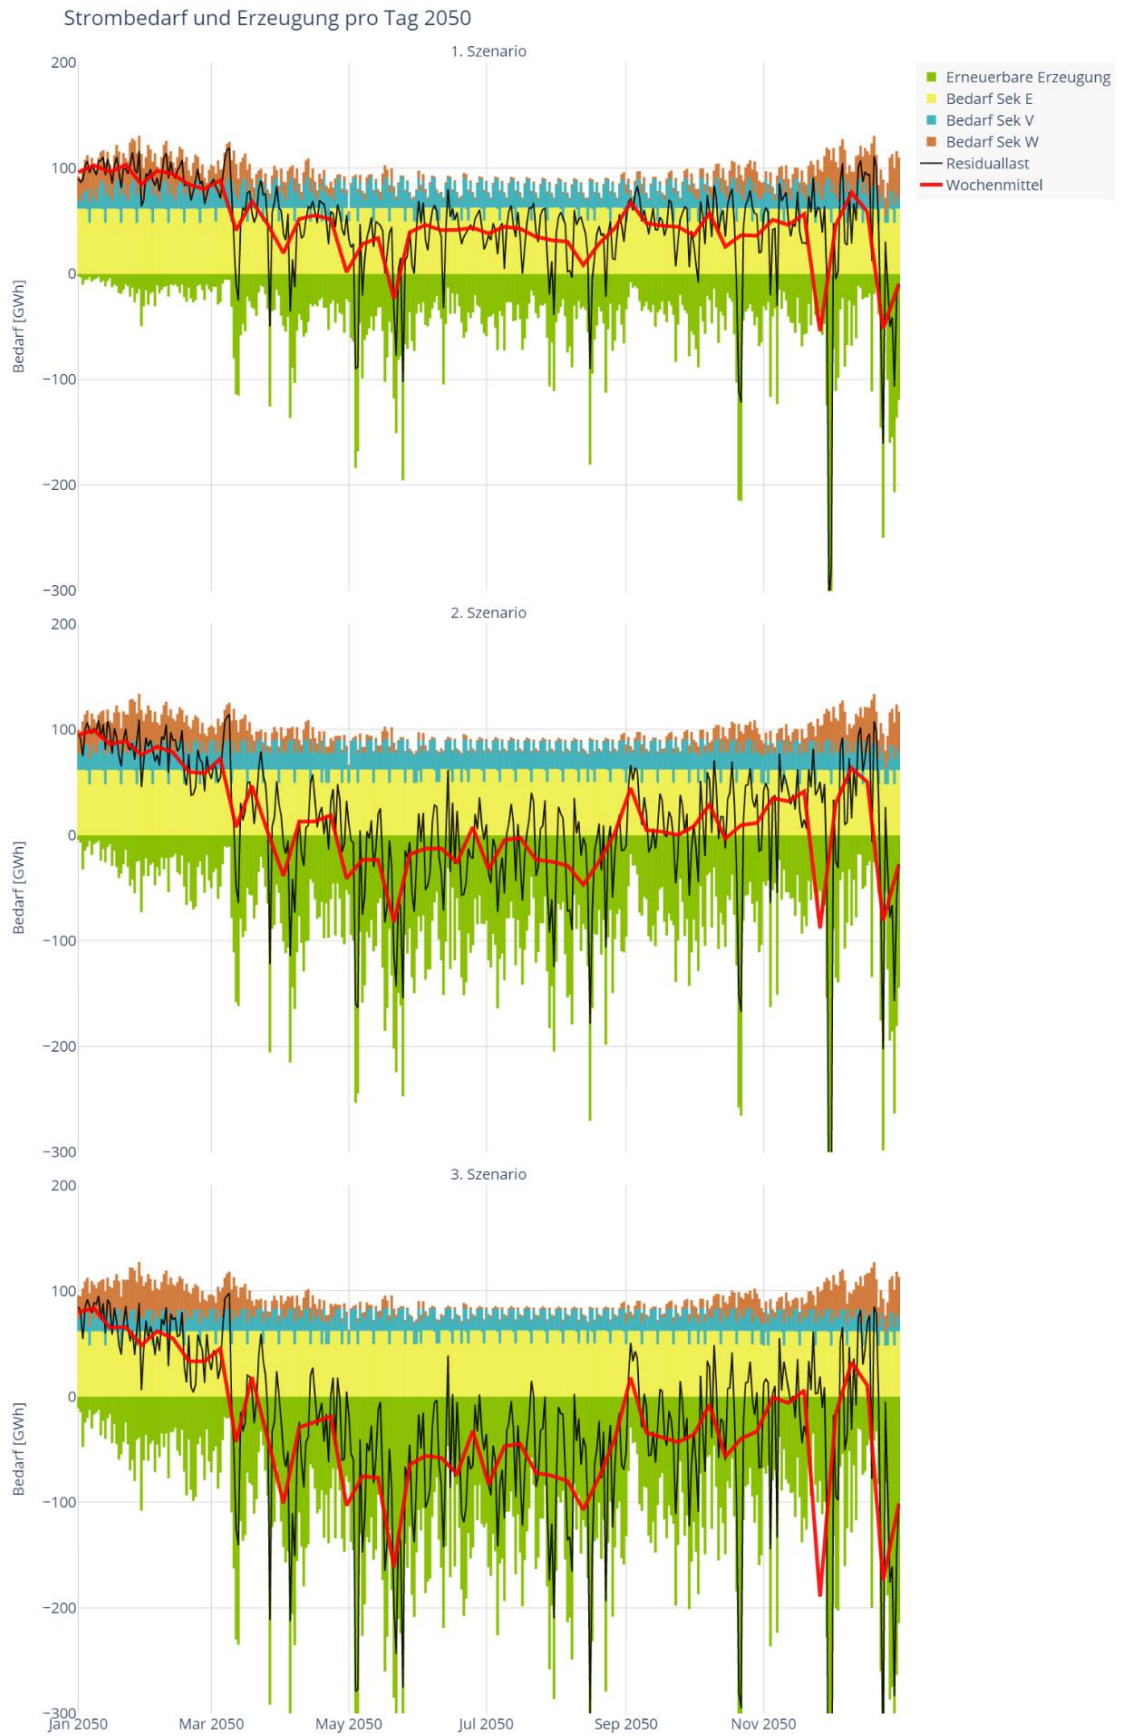 Strombedarf und Erzeugung pro Tag 2050
1. Szenario
Erneuerbare Erzeugung
Bedarf Sek E
Bedarf Sek V
Bedarf Sek W
Residuallast
Wochenmittel
200
100
0
−100
−200
−300
Bedarf [GWh]
2. Szenario
200
100
0
−100
−200
−300
Bedarf [GWh]
3. Szenario
200
100
0
−100
−200
−300
Bedarf [GWh]
Jan 2050 Mar 2050 May 2050 Jul 2050 Sep 2050 Nov 2050